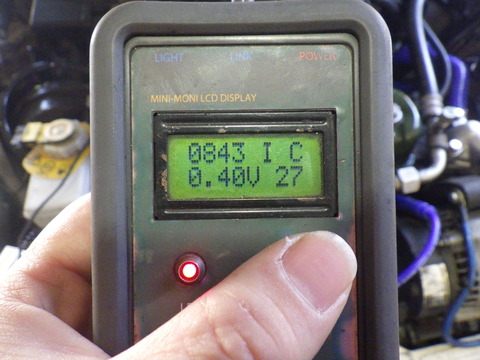 LIGHT LINK POWER
MINI-MONI LCD DISPLAY
0843 I C
0.40V 27